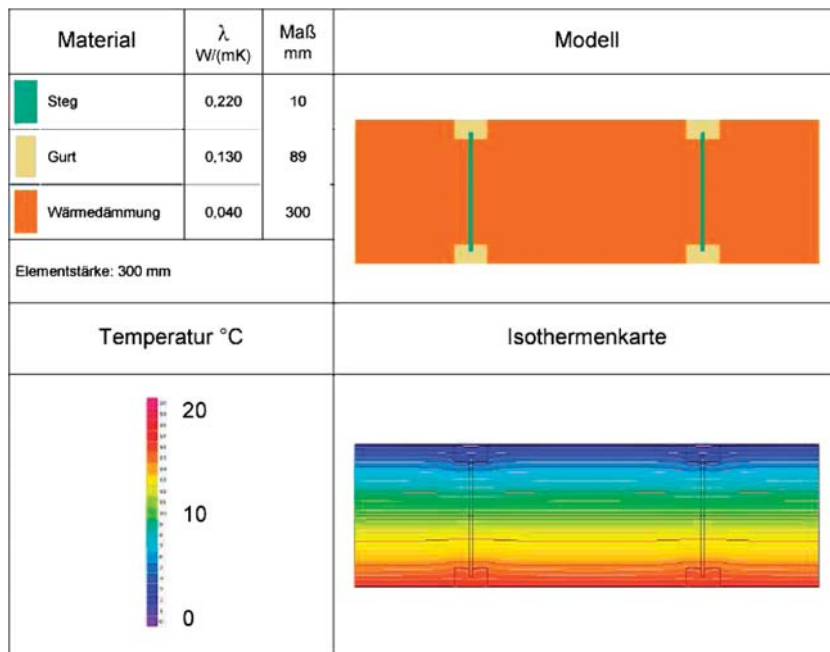 Material
λ
W/(mK)
Maß
mm
Modell
Steg
0,220
10
Gurt
0,130
89
Wärmedämmung
0,040
300
Elementstärke: 300 mm
Temperatur °C
Isothermenkarte
20
10
0